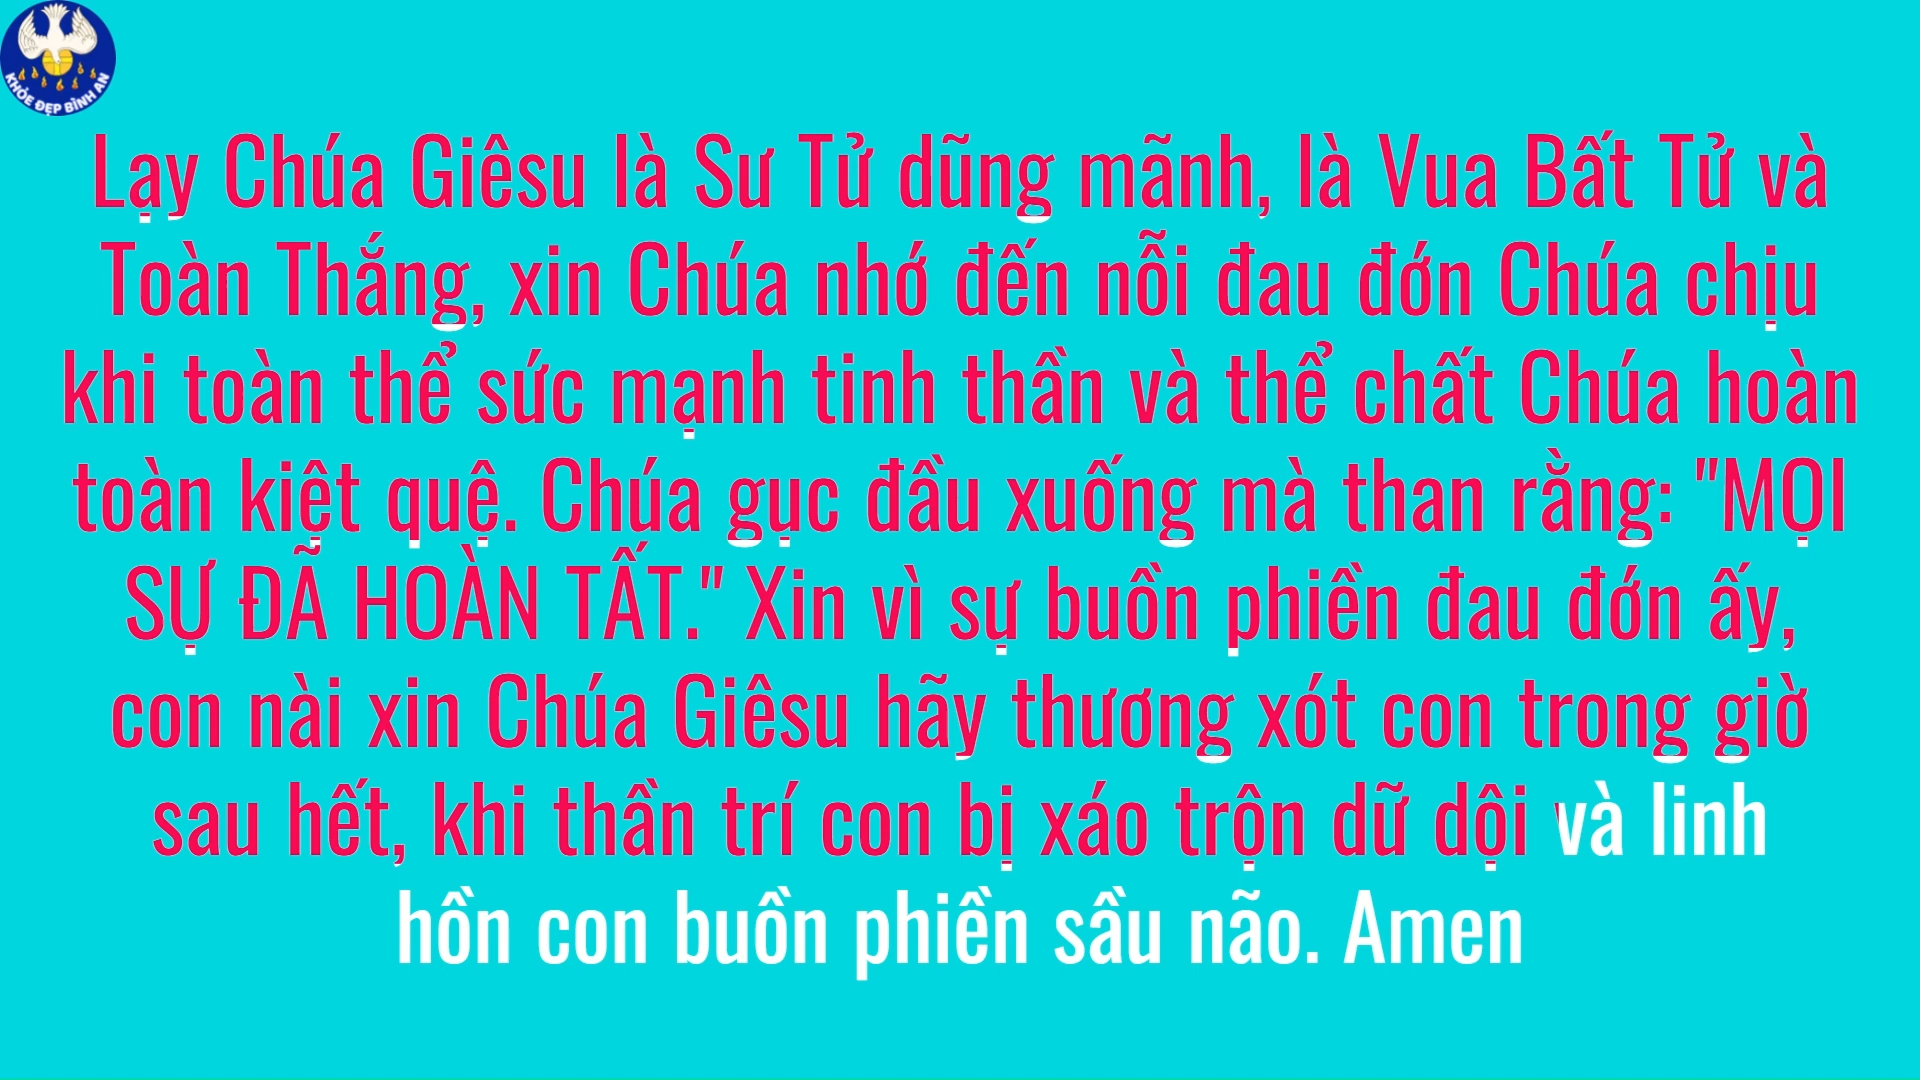 KHỎE ĐẸP BÌNH AN
Lạy Chúa Giêsu là Sư Tử dũng mãnh, là Vua Bất Tử và
Toàn Thắng, xin Chúa nhớ đến nỗi đau đớn Chúa chịu
khi toàn thể sức mạnh tinh thần và thể chất Chúa hoàn
toàn kiệt quệ. Chúa gục đầu xuống mà than rằng: "MỌI
SỰ ĐÃ HOÀN TẤT." Xin vì sự buồn phiền đau đớn ấy,
con nài xin Chúa Giêsu hãy thương xót con trong giờ
sau hết, khi thần trí con bị xáo trộn dữ dội và linh
hồn con buồn phiền sầu não. Amen